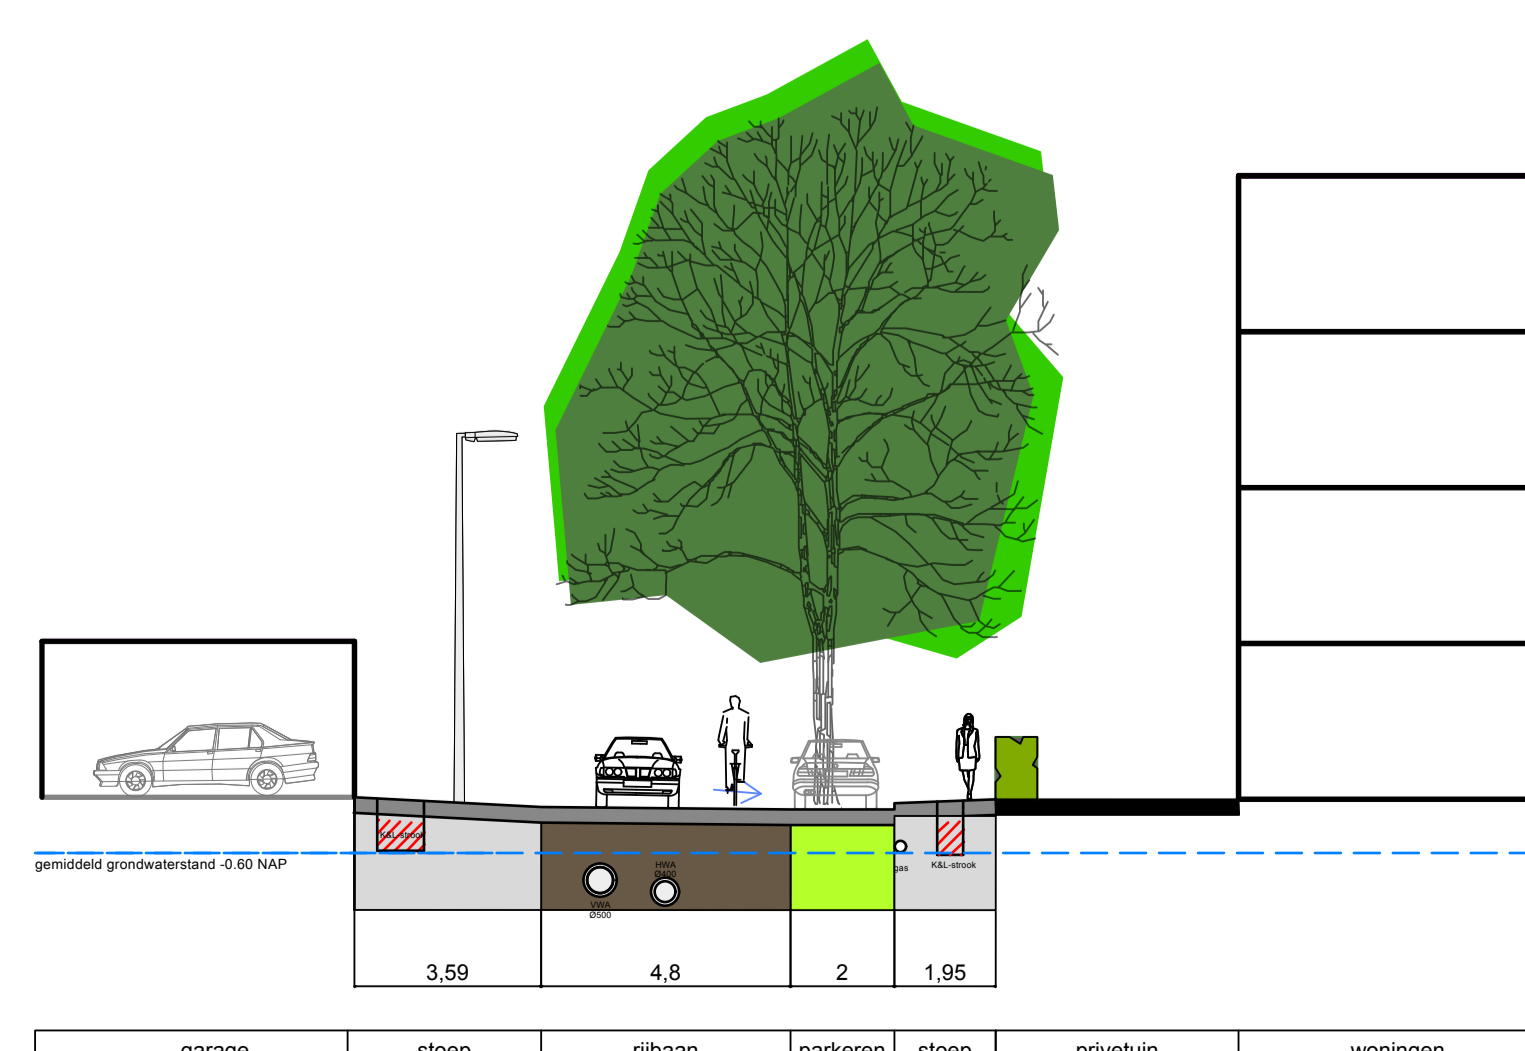 K&L-strook
gemiddeld grondwaterstand -0.60 NAP
HWA
Ø400
gas
K&L-strook
VWA
Ø500
3,59
4,8
2
1,95
garage
stoep
rijbaan
parkeren
stoep
privetuin
woningen